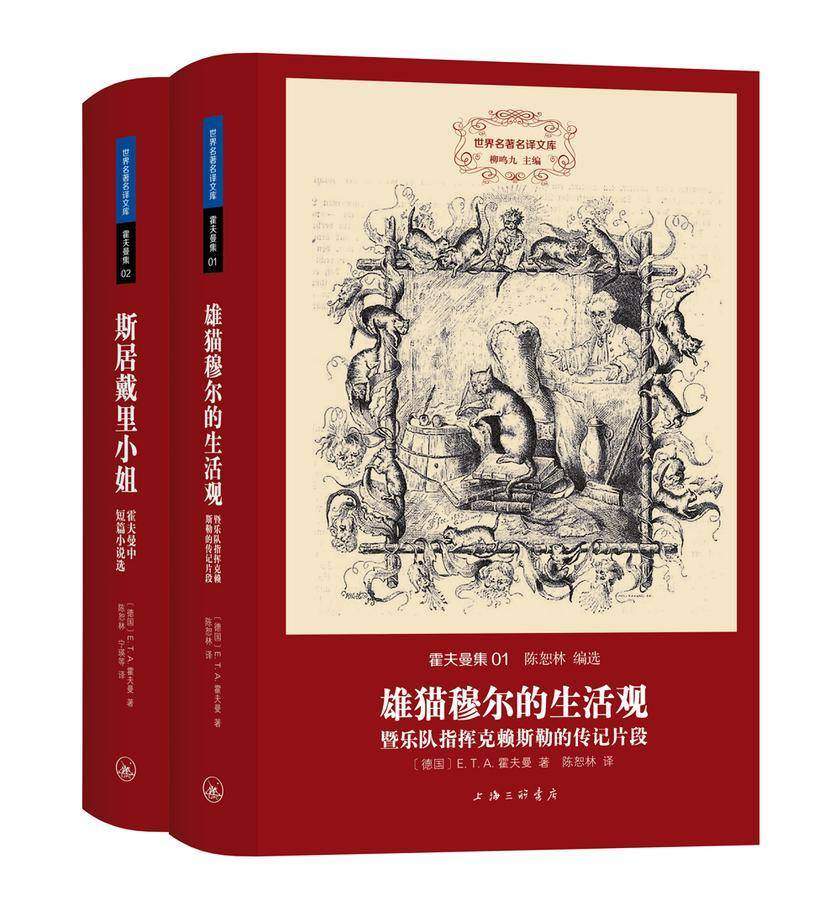 世界名著名译文库
霍夫曼集 02
斯居戴里小姐
霍夫曼中
短篇小说选
〔德国〕E.T.A.霍夫曼 著
陈恕林 宁瑛等 译
世界名著名译文库
霍夫曼集 01
雄猫穆尔的生活观
暨乐队指挥克赖
斯勒的传记片段
〔德国〕E.T.A.霍夫曼 著
陈恕林 译
世界名著名译文库
柳鸣九 主编
霍夫曼集 01 陈恕林 编选
雄猫穆尔的生活观
暨乐队指挥克赖斯勒的传记片段
〔德国〕E.T.A.霍夫曼 著 陈恕林 译
上海三联书店